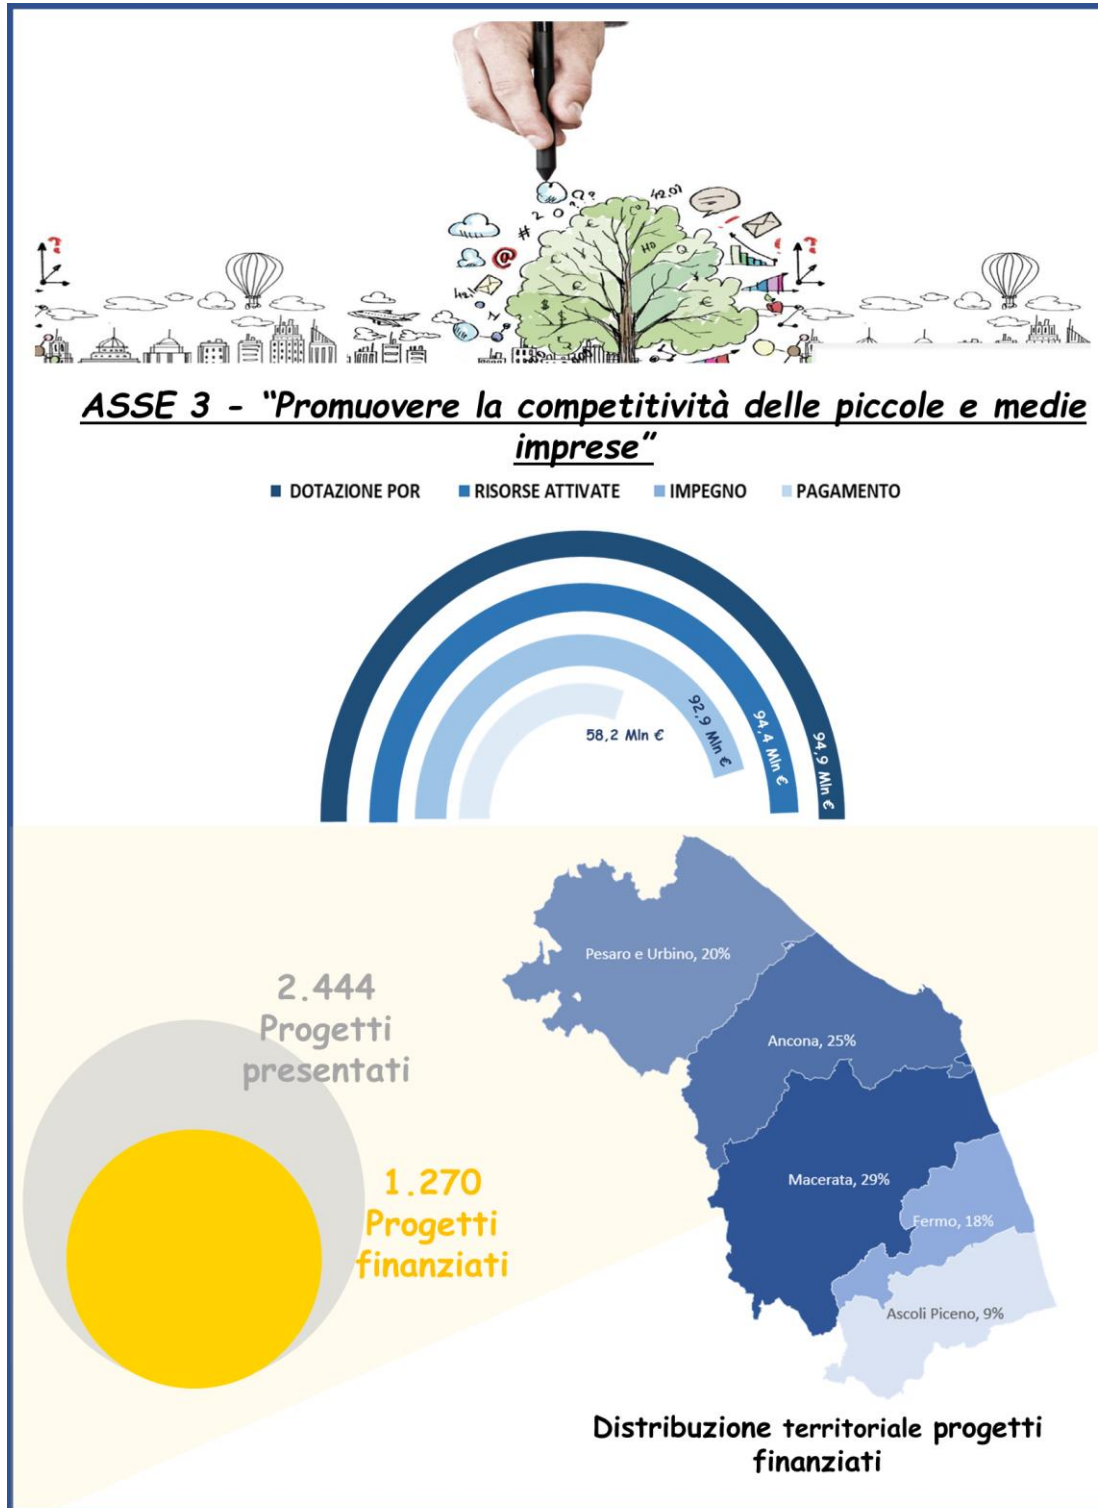 ASSE 3 - “Promuovere la competitività delle piccole e medie
imprese”
DOTAZIONE POR
RISORSE ATTIVATE
IMPEGNO
PAGAMENTO
58,2 Mln €
92,9 Mln €
94,4 Mln €
94,9 Mln €
2.444
Progetti
presentati
1.270
Progetti
finanziati
Pesaro e Urbino, 20%
Ancona, 25%
Macerata, 29%
Fermo, 18%
Ascoli Piceno, 9%
Distribuzione territoriale progetti
finanziati